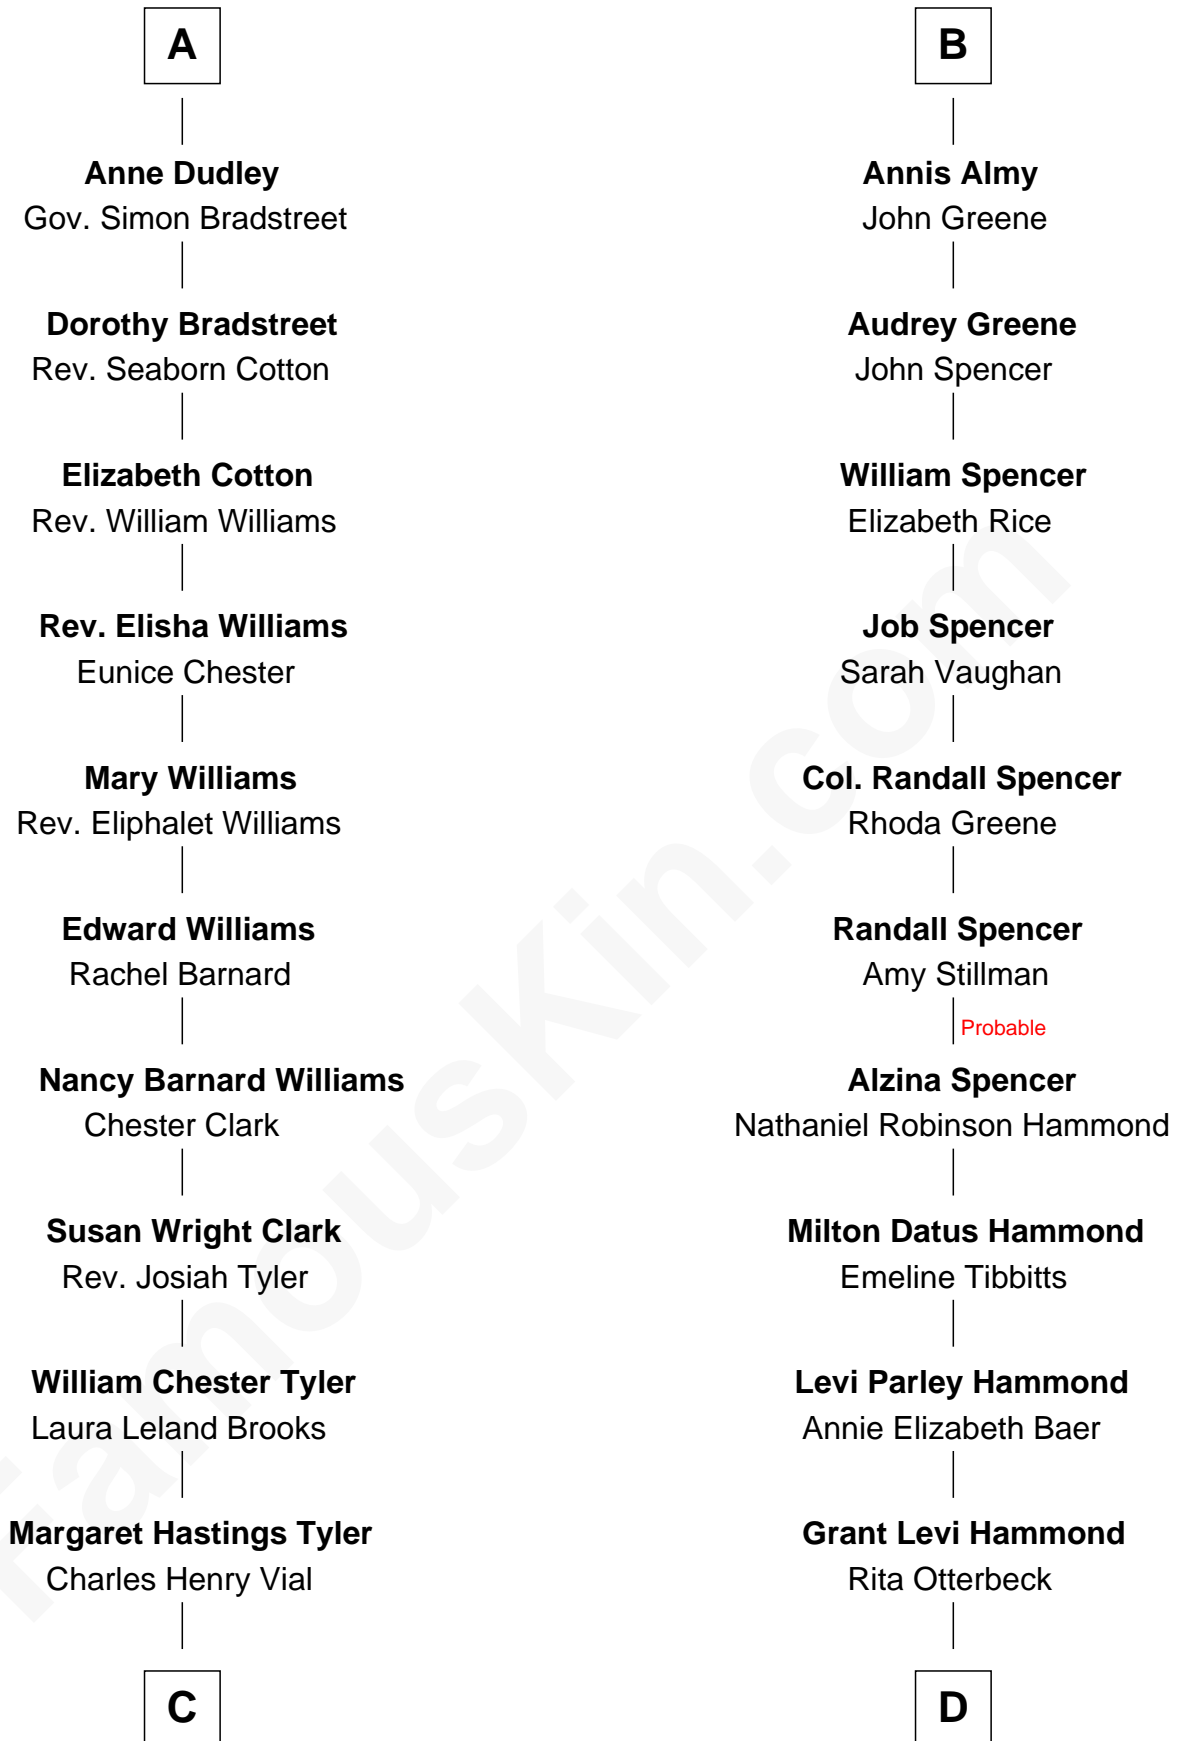 A
Anne Dudley
Gov. Simon Bradstreet
Dorothy Bradstreet
Rev. Seaborn Cotton
Elizabeth Cotton
Rev. William Williams
Rev. Elisha Williams
Eunice Chester
Mary Williams
Rev. Eliphalet Williams
Edward Williams
Rachel Barnard
Nancy Barnard Williams
Chester Clark
Susan Wright Clark
Rev. Josiah Tyler
William Chester Tyler
Laura Leland Brooks
Margaret Hastings Tyler
Charles Henry Vial
C
B
Annis Almy
John Greene
Audrey Greene
John Spencer
William Spencer
Elizabeth Rice
Job Spencer
Sarah Vaughan
Col. Randall Spencer
Rhoda Greene
Randall Spencer
Amy Stillman
Probable
Alzina Spencer
Nathaniel Robinson Hammond
Milton Datus Hammond
Emeline Tibbitts
Levi Parley Hammond
Annie Elizabeth Baer
Grant Levi Hammond
Rita Otterbeck
D
FamousKin.com